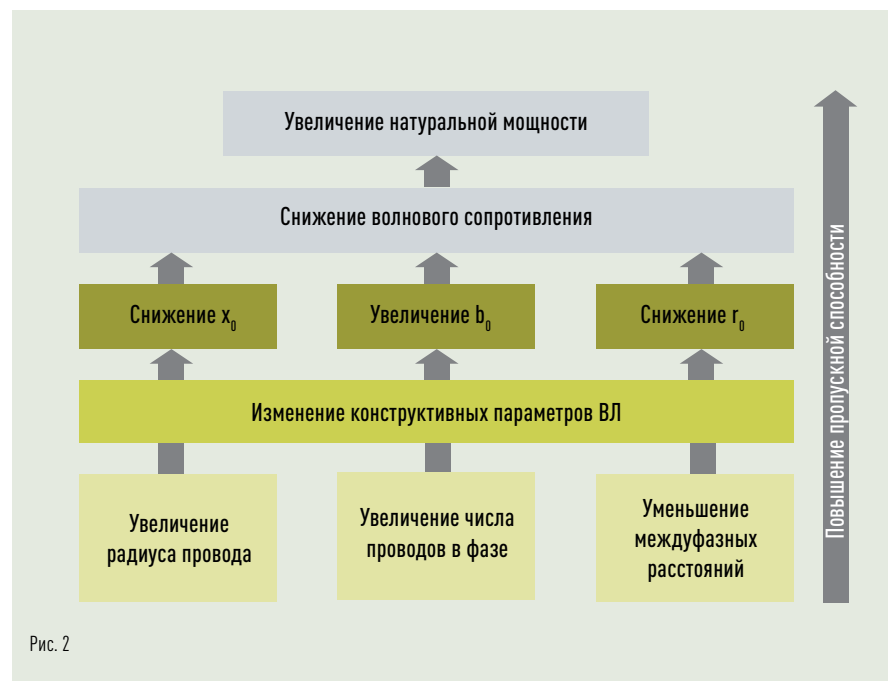 Увеличение натуральной мощности
Снижение волнового сопротивления
Снижение x₀
Увеличение b₀
Снижение r₀
Изменение конструктивных параметров ВЛ
Увеличение
радиуса провода
Увеличение числа
проводов в фазе
Уменьшение
междуфазных
расстояний
Повышение пропускной способности
Рис. 2